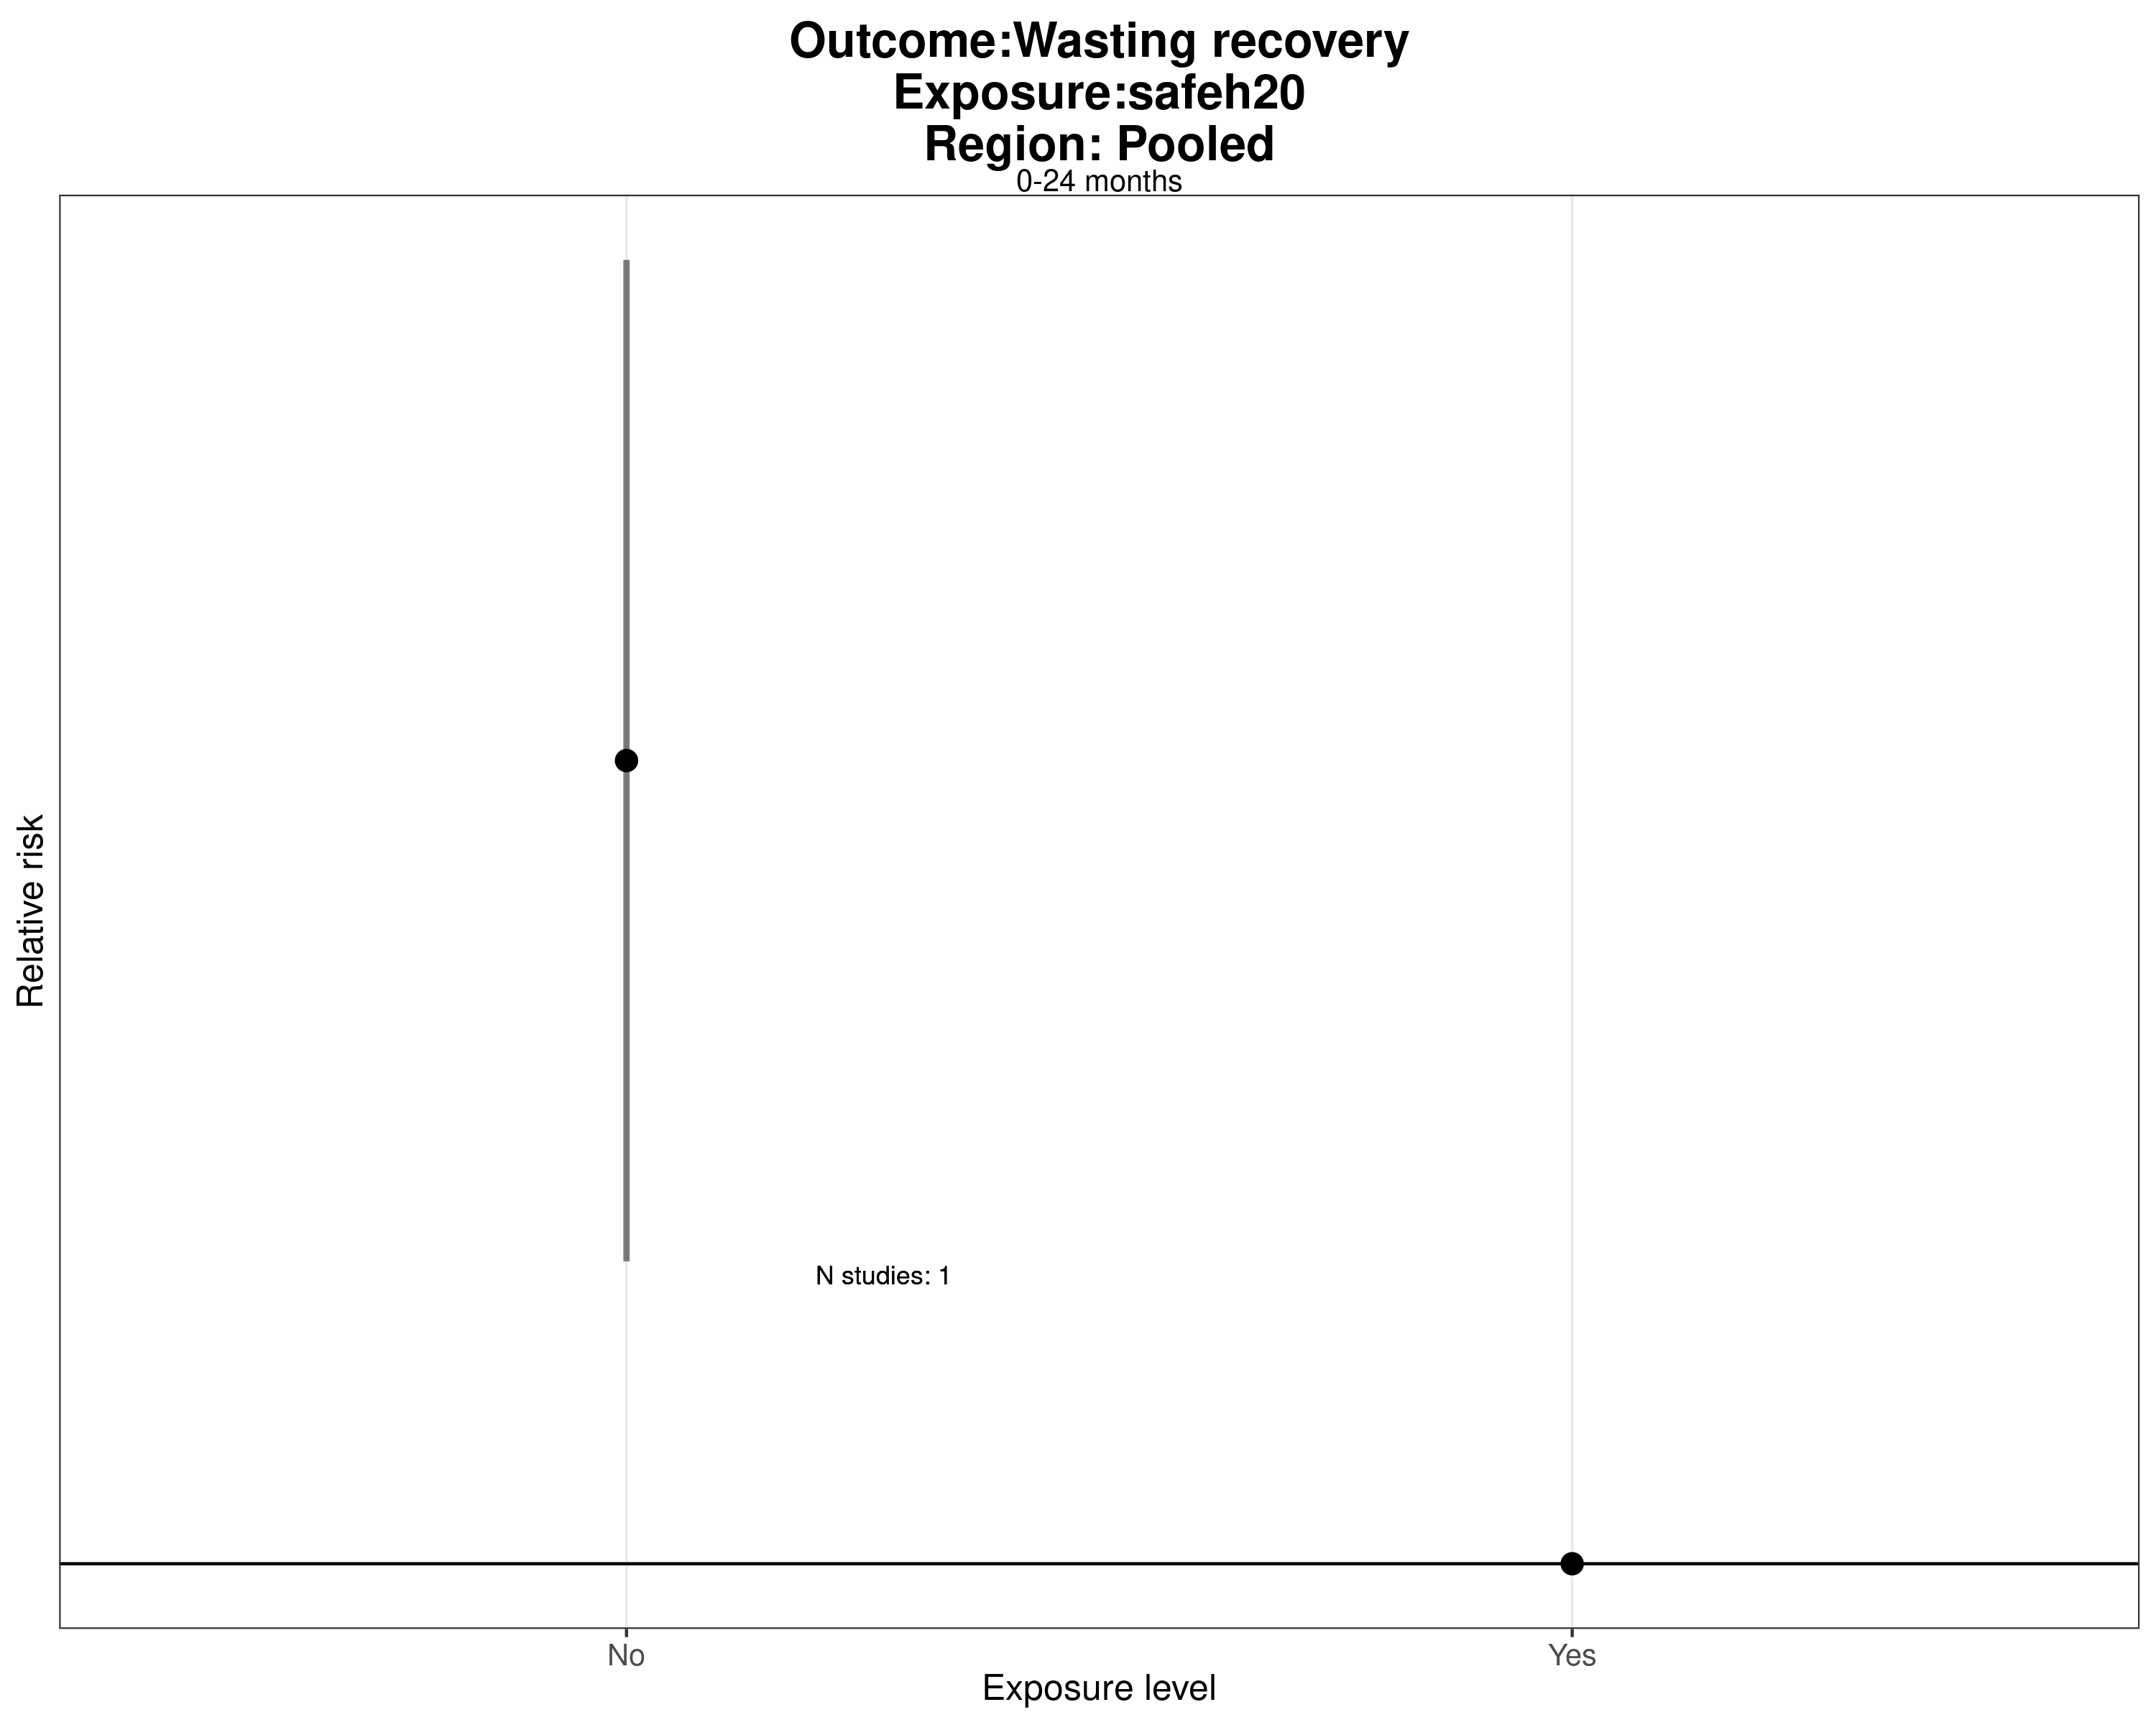 Outcome:Wasting recovery
Exposure:safeh20
Region: Pooled
0-24 months
Relative risk
N studies: 1
No
Yes
Exposure level